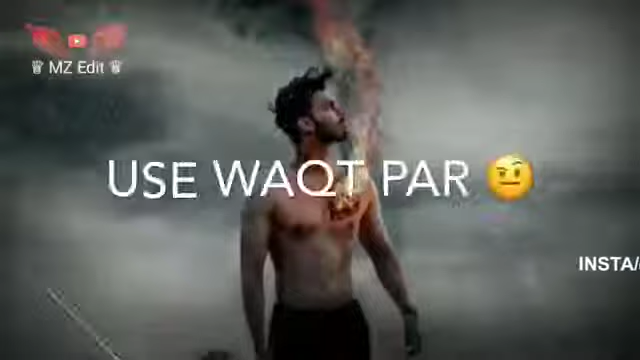 ♕ MZ Edit ♕
USE WAQT PAR 🤨
INSTA/